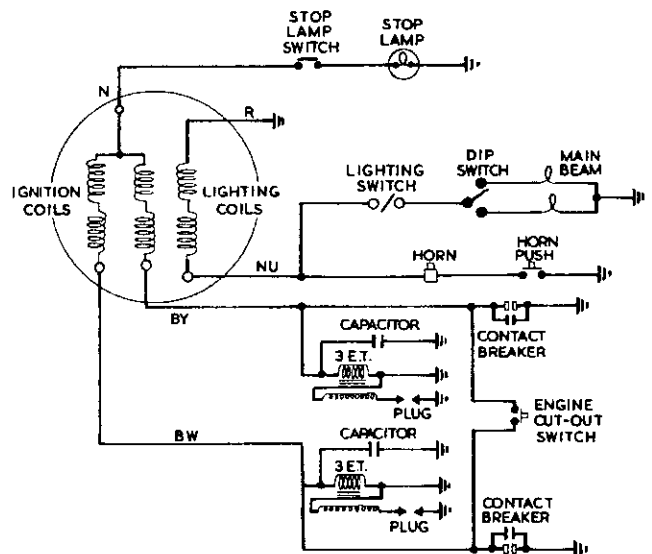 STOP
LAMP
SWITCH
STOP
LAMP
N
R
IGNITION
COILS
LIGHTING
COILS
LIGHTING
SWITCH
DIP
SWITCH
MAIN
BEAM
NU
HORN
HORN
PUSH
BY
CAPACITOR
3 E.T.
PLUG
CONTACT
BREAKER
ENGINE
CUT-OUT
SWITCH
BW
CAPACITOR
3 E.T.
PLUG
CONTACT
BREAKER